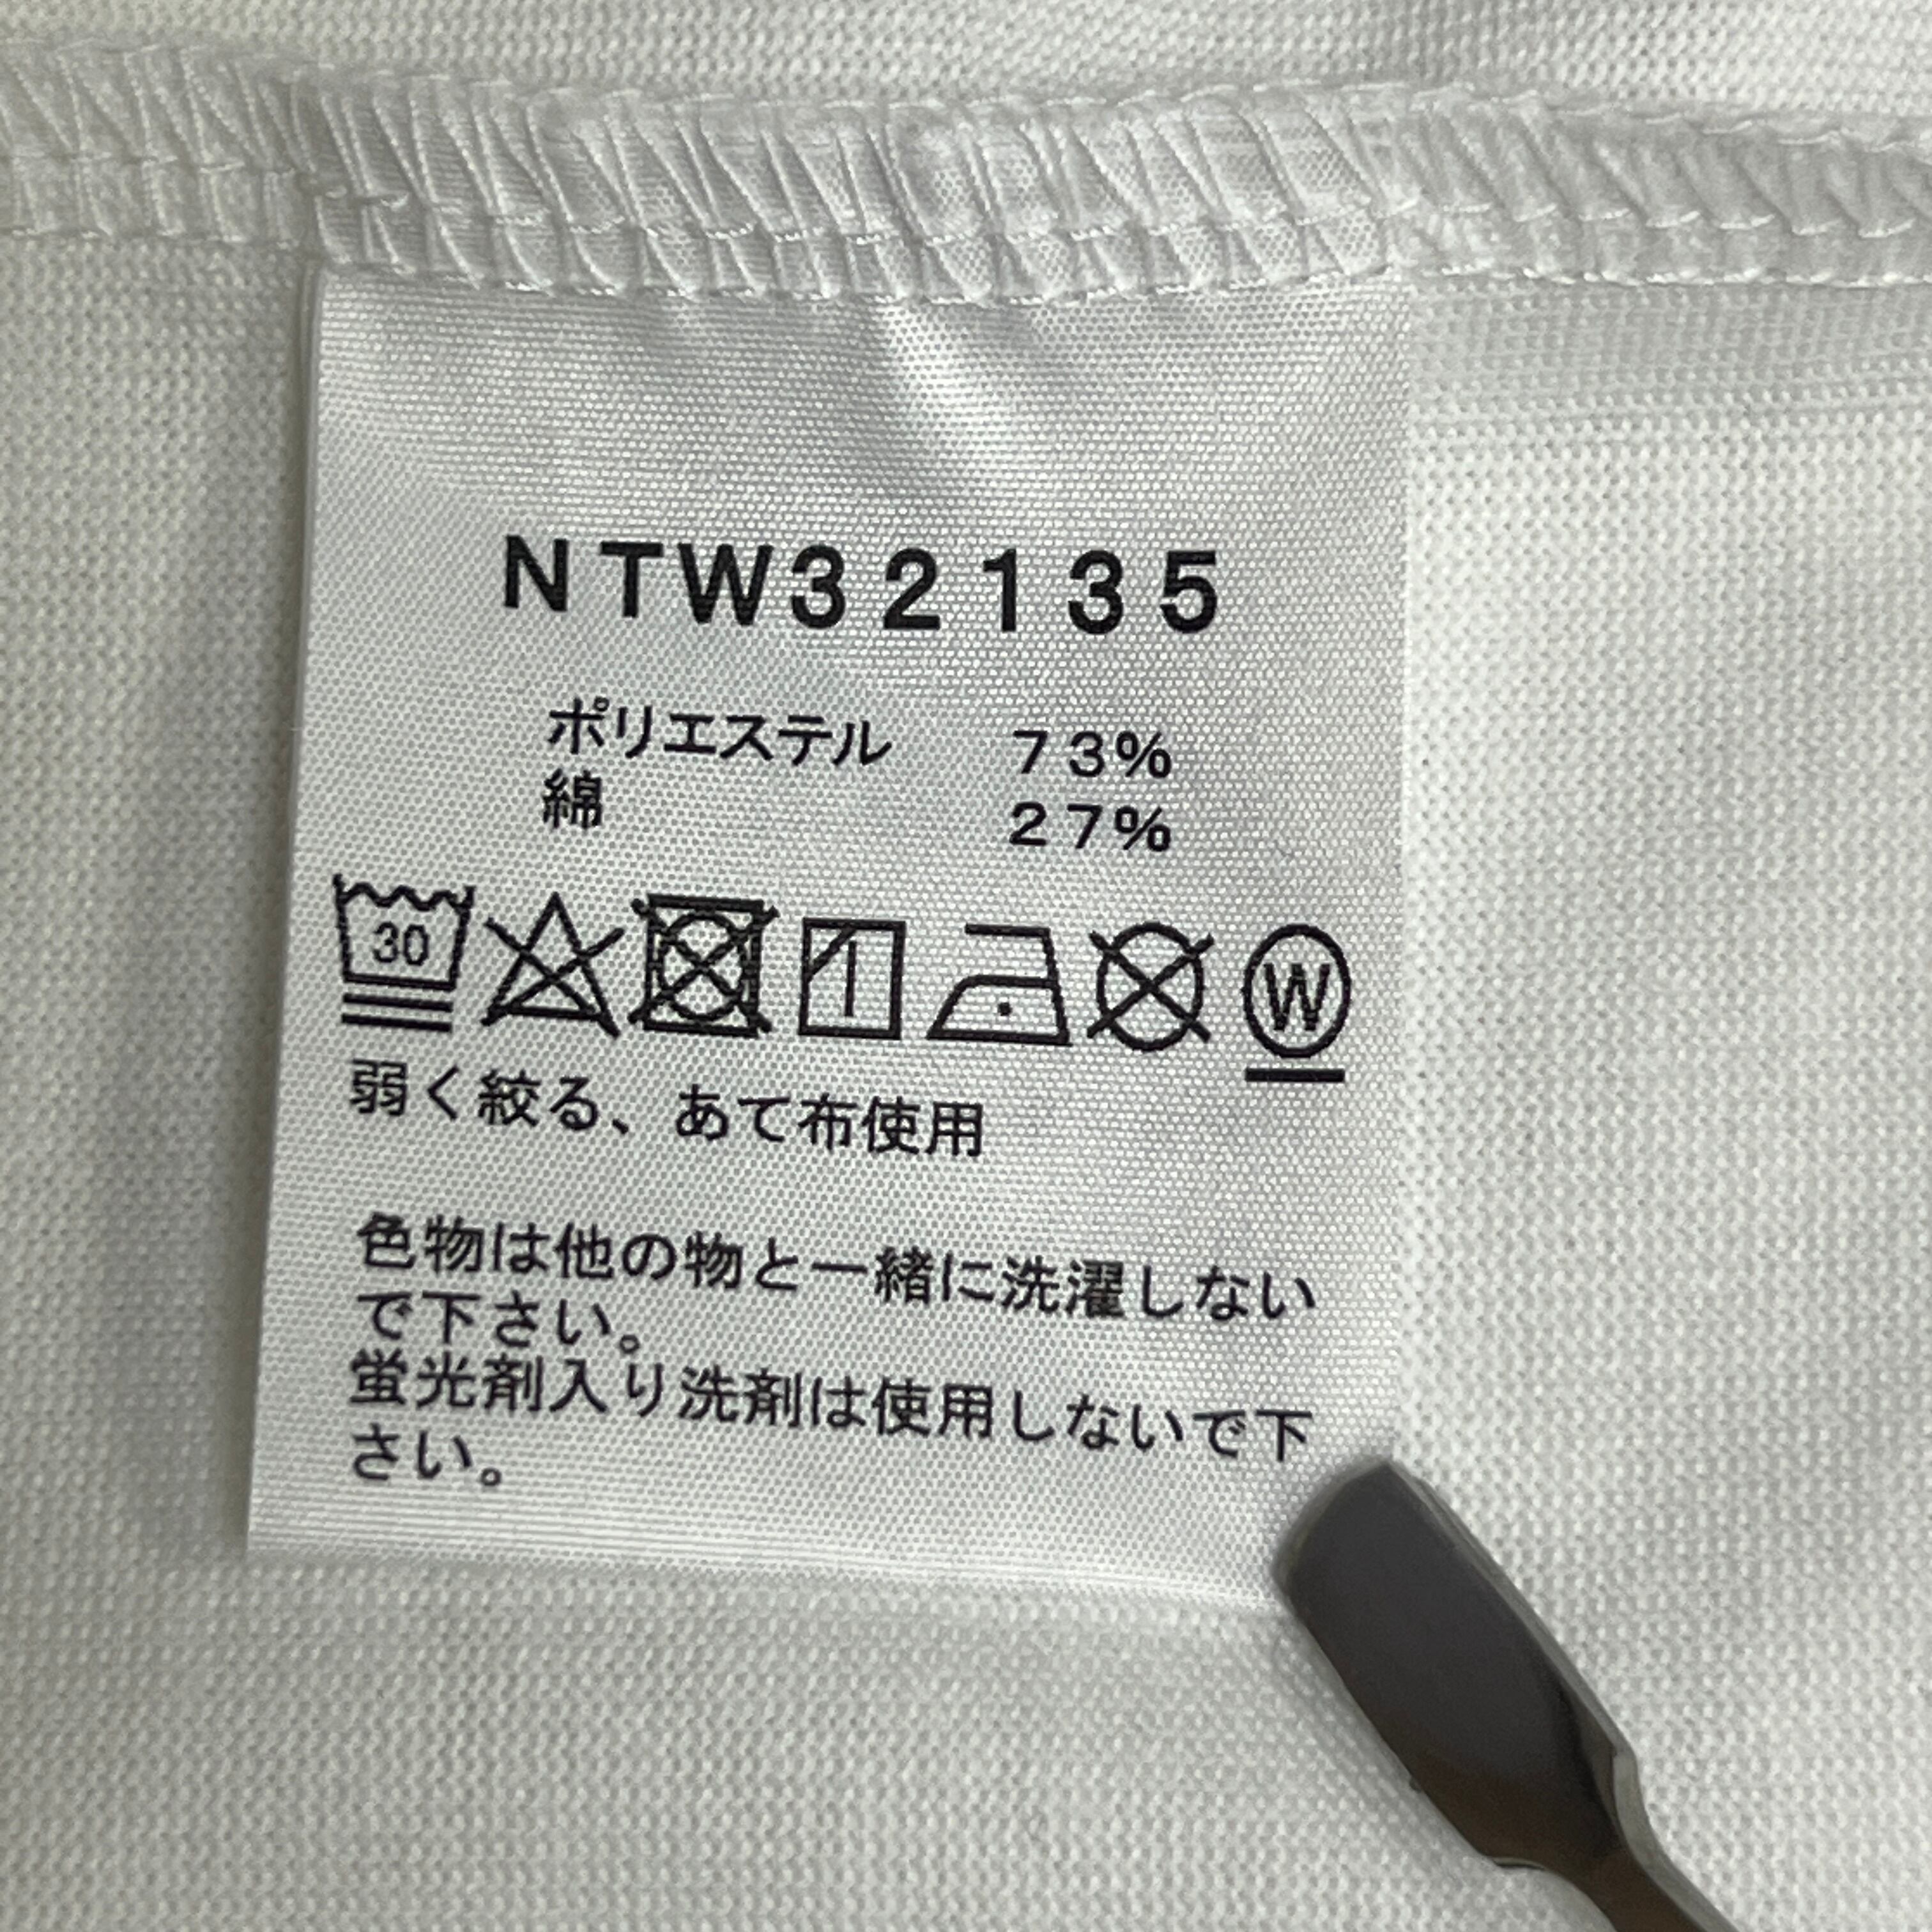 NTW32135
ポリエステル 73%
綿 27%
30
W
弱く絞る、あて布使用
色物は他の物と一緒に洗濯しない
で下さい。
蛍光剤入り洗剤は使用しないで下
さい。